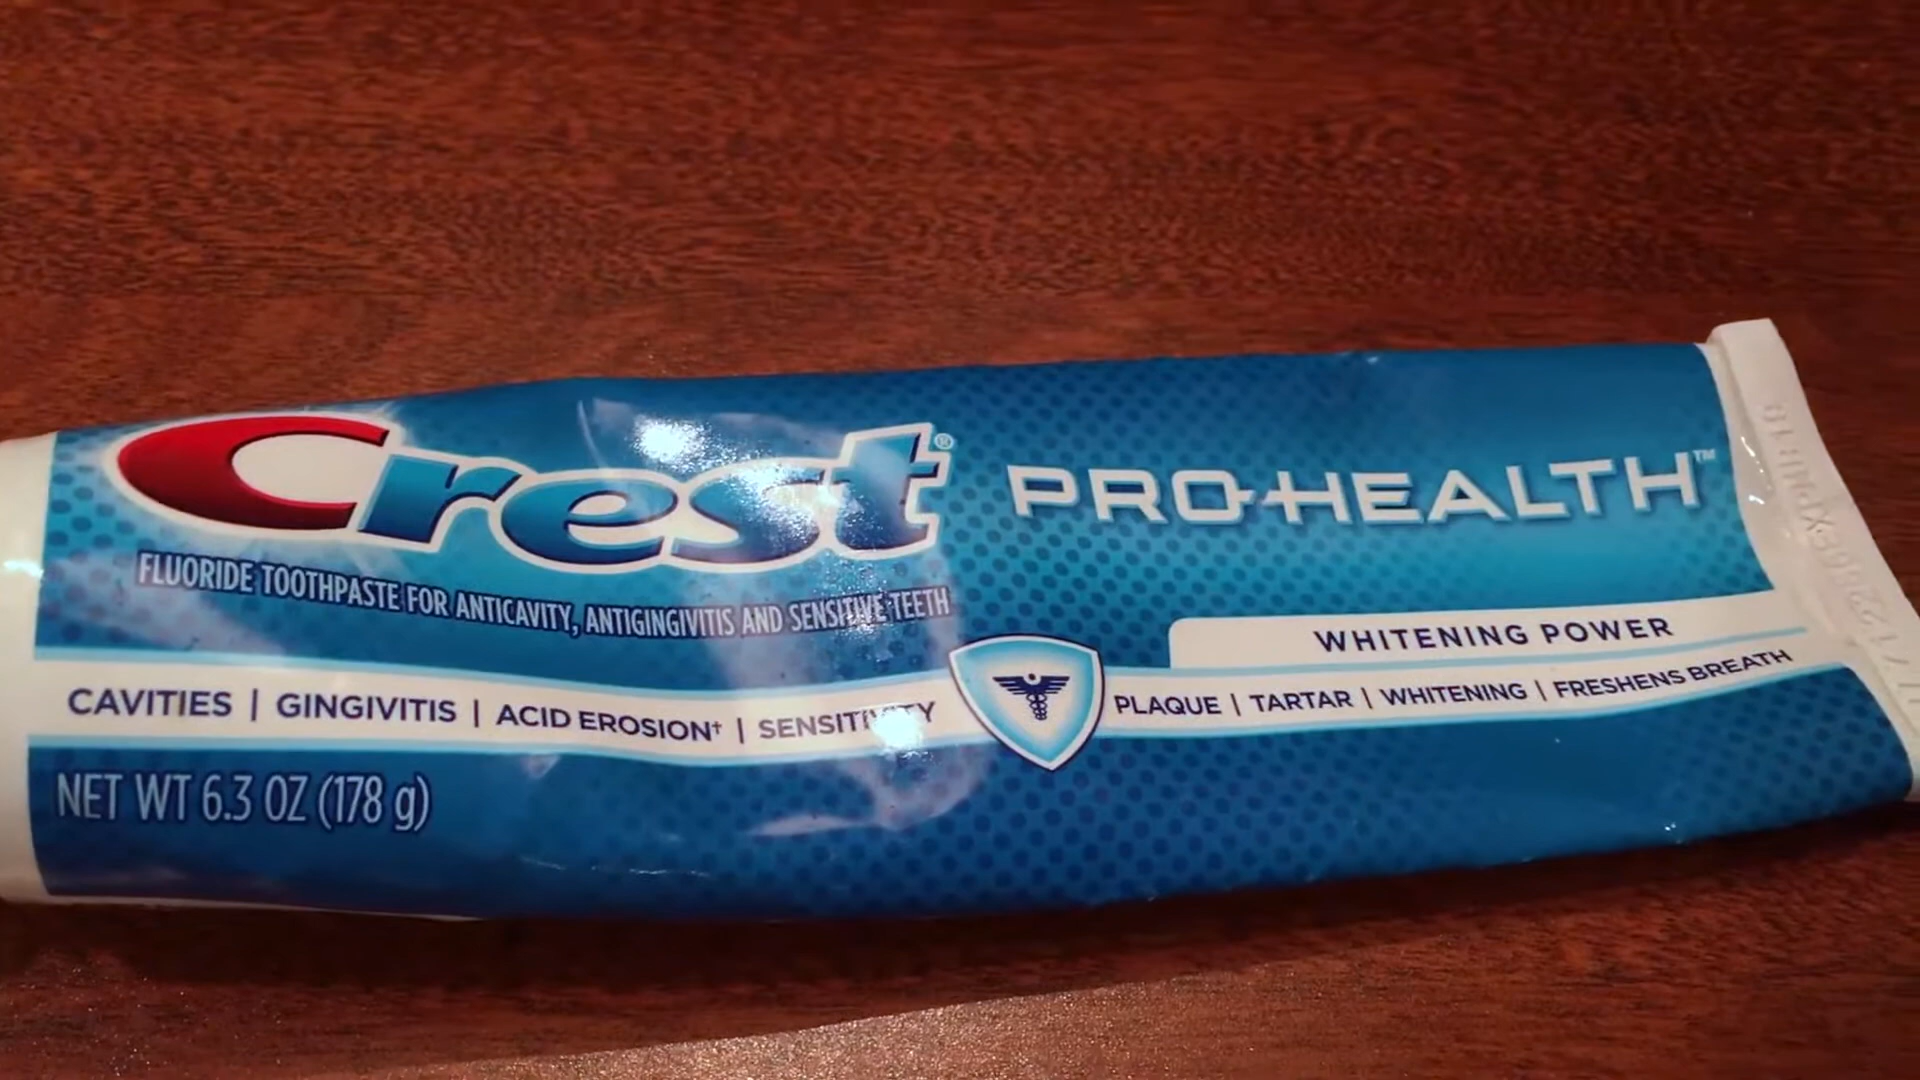 Crest®
PRO-HEALTH™
FLUORIDE TOOTHPASTE FOR ANTICAVITY, ANTIGINGIVITIS AND SENSITIVE TEETH
WHITENING POWER
CAVITIES | GINGIVITIS | ACID EROSION† | SENSITIVITY
PLAQUE | TARTAR | WHITENING | FRESHENS BREATH
NET WT 6.3 OZ (178 g)